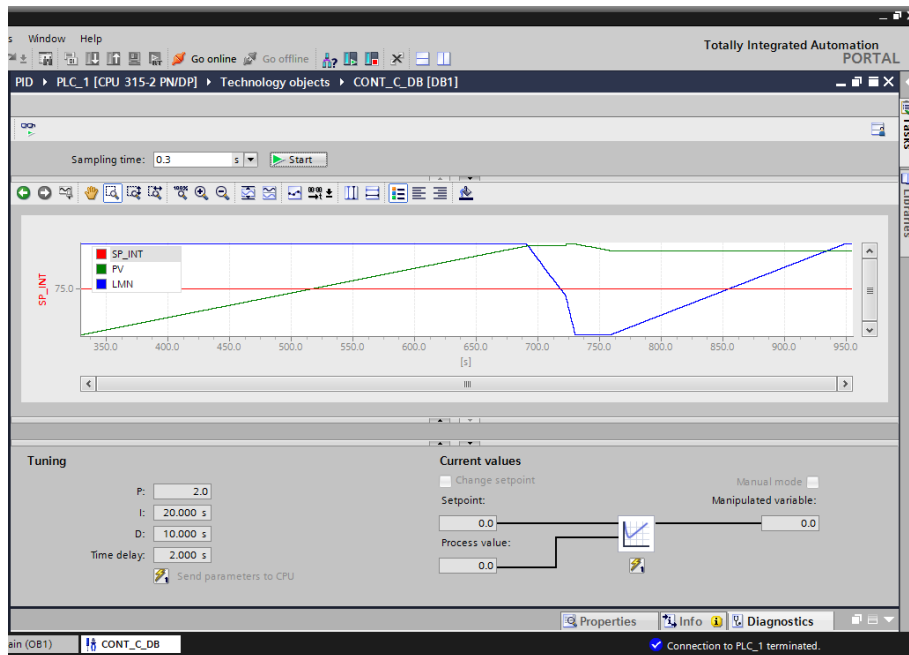 s Window Help
Go online Go offline
Totally Integrated Automation
PORTAL
PID ▸ PLC_1 [CPU 315-2 PN/DP] ▸ Technology objects ▸ CONT_C_DB [DB1]
Tasks
Libraries
Sampling time: 0.3 s Start
SP_INT
PV
LMN
SP_INT
75.0
350.0 400.0 450.0 500.0 550.0 600.0 650.0 700.0 750.0 800.0 850.0 900.0 950.0
[s]
Tuning
P: 2.0
I: 20.000 s
D: 10.000 s
Time delay: 2.000 s
Send parameters to CPU
Current values
Change setpoint
Manual mode
Setpoint:
Manipulated variable:
0.0
0.0
Process value:
0.0
Properties Info Diagnostics
ain (OB1) CONT_C_DB
Connection to PLC_1 terminated.